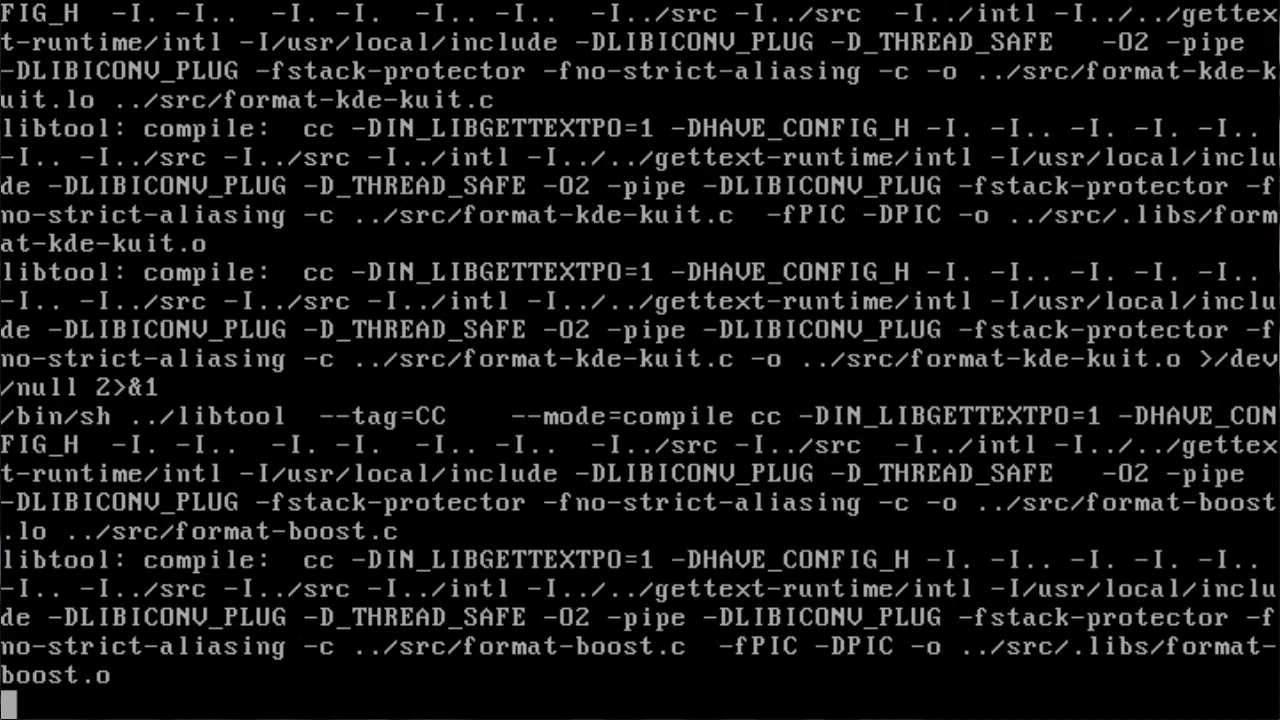 FIG_H  -I. -I..  -I. -I. -I.. -I..  -I../src -I../src  -I../intl -I../../gettex
t-runtime/intl -I/usr/local/include -DLIBICONV_PLUG -D_THREAD_SAFE   -O2 -pipe
-DLIBICONV_PLUG -fstack-protector -fno-strict-aliasing -c -o ../src/format-kde-k
uit.lo ../src/format-kde-kuit.c
libtool: compile:  cc -DIN_LIBGETTEXTPO=1 -DHAVE_CONFIG_H -I. -I.. -I. -I. -I..
-I.. -I../src -I../src -I../intl -I../../gettext-runtime/intl -I/usr/local/inclu
de -DLIBICONV_PLUG -D_THREAD_SAFE -O2 -pipe -DLIBICONV_PLUG -fstack-protector -f
no-strict-aliasing -c ../src/format-kde-kuit.c  -fPIC -DPIC -o ../src/.libs/form
at-kde-kuit.o
libtool: compile:  cc -DIN_LIBGETTEXTPO=1 -DHAVE_CONFIG_H -I. -I.. -I. -I. -I..
-I.. -I../src -I../src -I../intl -I../../gettext-runtime/intl -I/usr/local/inclu
de -DLIBICONV_PLUG -D_THREAD_SAFE -O2 -pipe -DLIBICONV_PLUG -fstack-protector -f
no-strict-aliasing -c ../src/format-kde-kuit.c -o ../src/format-kde-kuit.o >/dev
/null 2>&1
/bin/sh ../libtool  --tag=CC    --mode=compile cc -DIN_LIBGETTEXTPO=1 -DHAVE_CON
FIG_H  -I. -I..  -I. -I. -I.. -I..  -I../src -I../src  -I../intl -I../../gettex
t-runtime/intl -I/usr/local/include -DLIBICONV_PLUG -D_THREAD_SAFE   -O2 -pipe
-DLIBICONV_PLUG -fstack-protector -fno-strict-aliasing -c -o ../src/format-boost
.lo ../src/format-boost.c
libtool: compile:  cc -DIN_LIBGETTEXTPO=1 -DHAVE_CONFIG_H -I. -I.. -I. -I. -I..
-I.. -I../src -I../src -I../intl -I../../gettext-runtime/intl -I/usr/local/inclu
de -DLIBICONV_PLUG -D_THREAD_SAFE -O2 -pipe -DLIBICONV_PLUG -fstack-protector -f
no-strict-aliasing -c ../src/format-boost.c  -fPIC -DPIC -o ../src/.libs/format-
boost.o